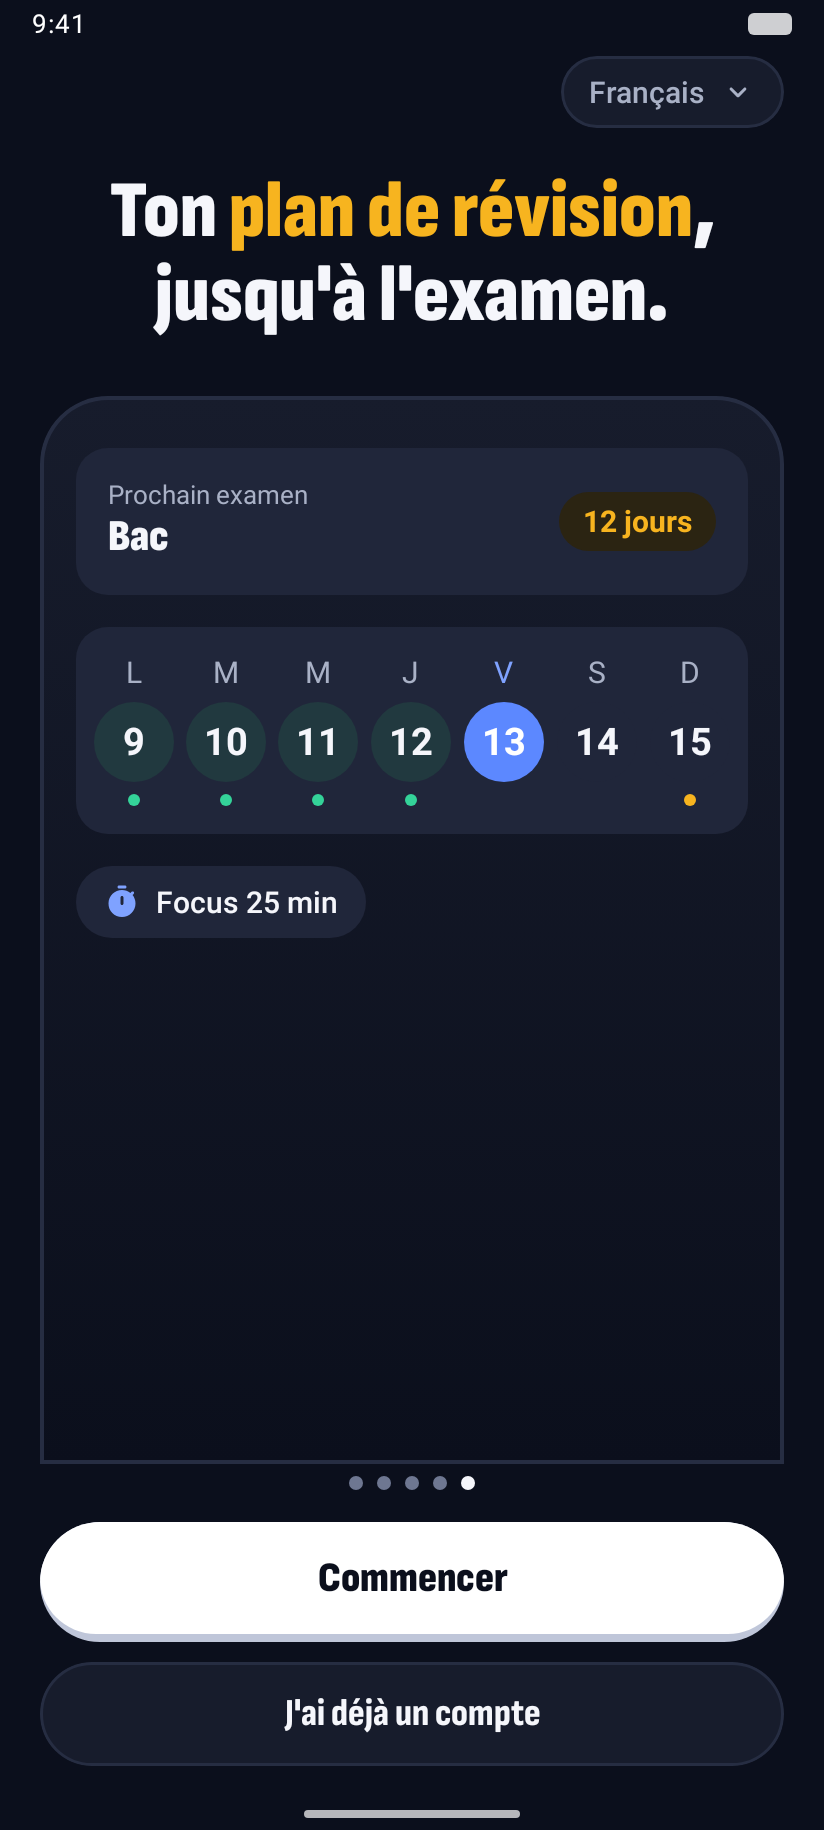 9:41
Français
Ton plan de révision,
jusqu'à l'examen.
Prochain examen
Bac
12 jours
L M M J V S D
9 10 11 12 13 14 15
Focus 25 min
Commencer
J'ai déjà un compte